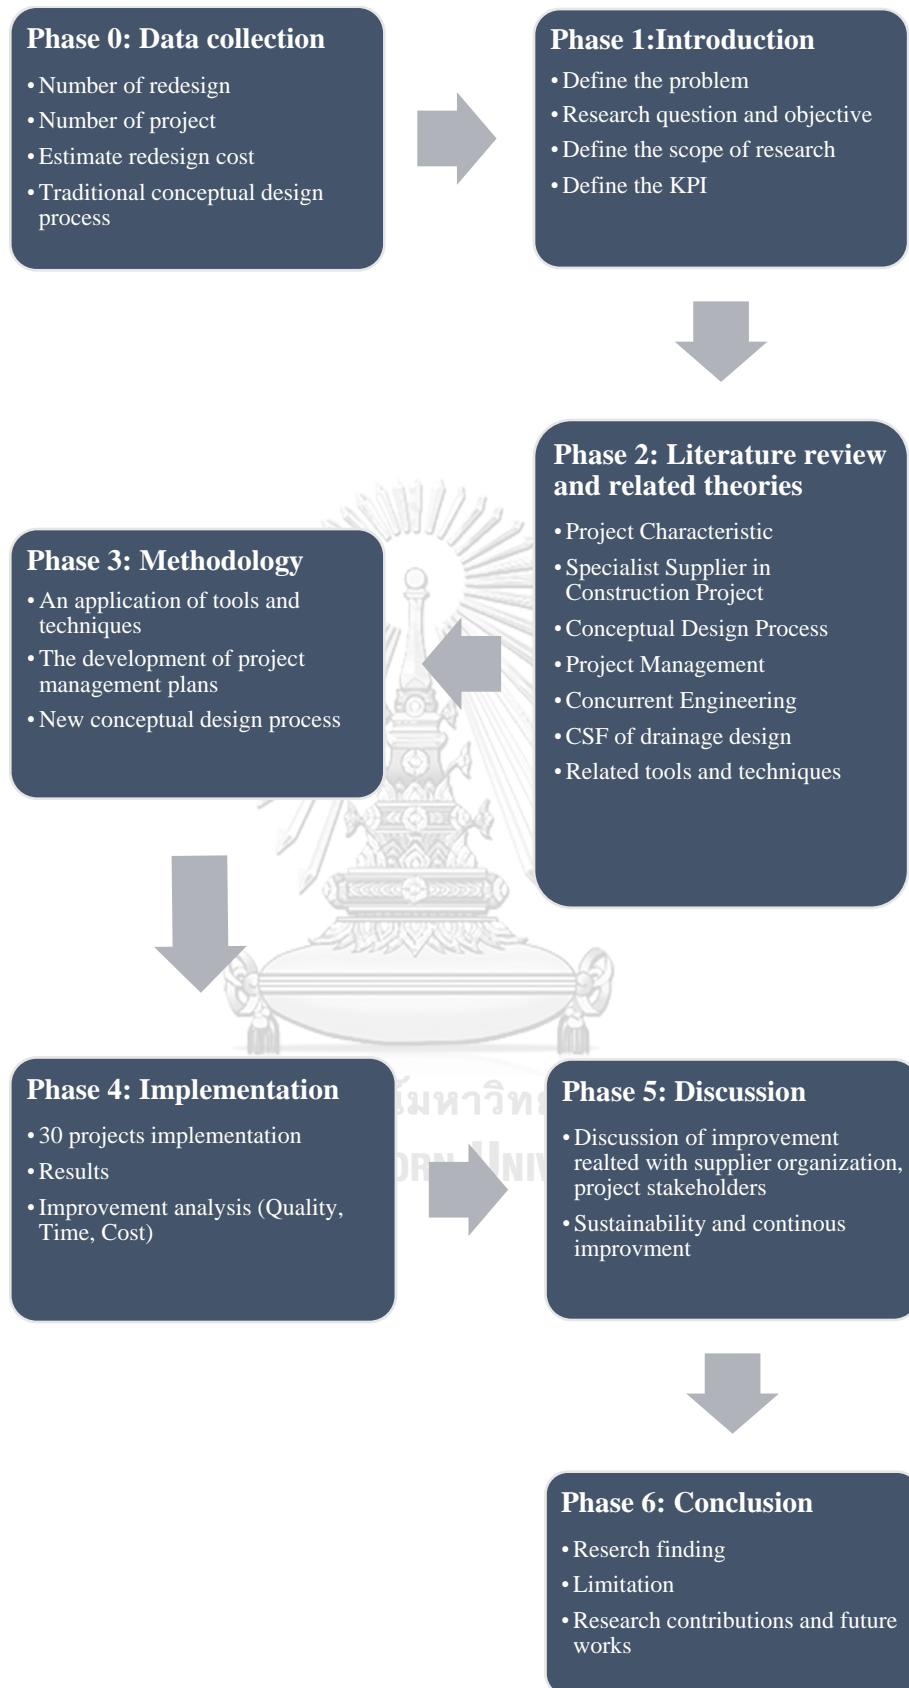 Phase 0: Data collection
• Number of redesign
• Number of project
• Estimate redesign cost
• Traditional conceptual design
process
Phase 1:Introduction
• Define the problem
• Research question and objective
• Define the scope of research
• Define the KPI
Phase 2: Literature review
and related theories
• Project Characteristic
• Specialist Supplier in
Construction Project
• Conceptual Design Process
• Project Management
• Concurrent Engineering
• CSF of drainage design
• Related tools and techniques
Phase 3: Methodology
• An application of tools and
techniques
• The development of project
management plans
• New conceptual design process
Phase 4: Implementation
• 30 projects implementation
• Results
• Improvement analysis (Quality,
Time, Cost)
Phase 5: Discussion
• Discussion of improvement
realted with supplier organization,
project stakeholders
• Sustainability and continous
improvment
Phase 6: Conclusion
• Reserch finding
• Limitation
• Research contributions and future
works